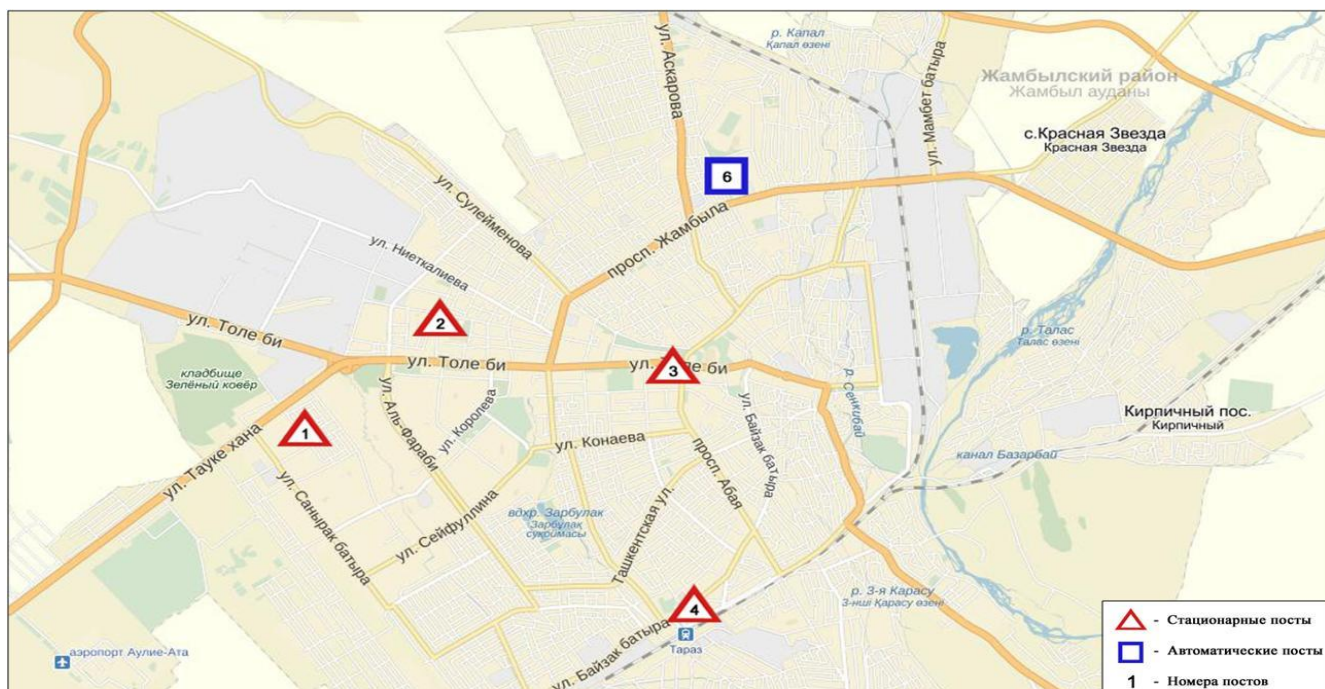 ул. Аскарова
р. Капал
Қапал өзені
ул. Мамбет батыра
Жамбылский район
Жамбыл ауданы
с.Красная Звезда
Красная Звезда
6
ул. Сулейменова
просп. Жамбыла
ул. Ниеткалиева
2
ул. Толе би
ул. Толе би
ул. Толе би
3
р. Талас
Талас өзені
кладбище
Зелёный ковёр
ул. Аль-Фараби
ул. Королева
ул. Байзак батыра
р. Сенкибай
Кирпичный пос.
Кирпичный
1
ул. Тауке хана
ул. Конаева
просп. Абая
канал Базарбай
ул. Санырак батыра
ул. Сейфуллина
вдхр. Зарбулак
Зарбұлақ
суқоймасы
Ташкентская ул.
р. 3-я Карасу
3-нші Қарасу өзені
4
ул. Байзак батыра
Тараз
аэропорт Аулие-Ата
- Стационарные посты
- Автоматические посты
1 - Номера постов